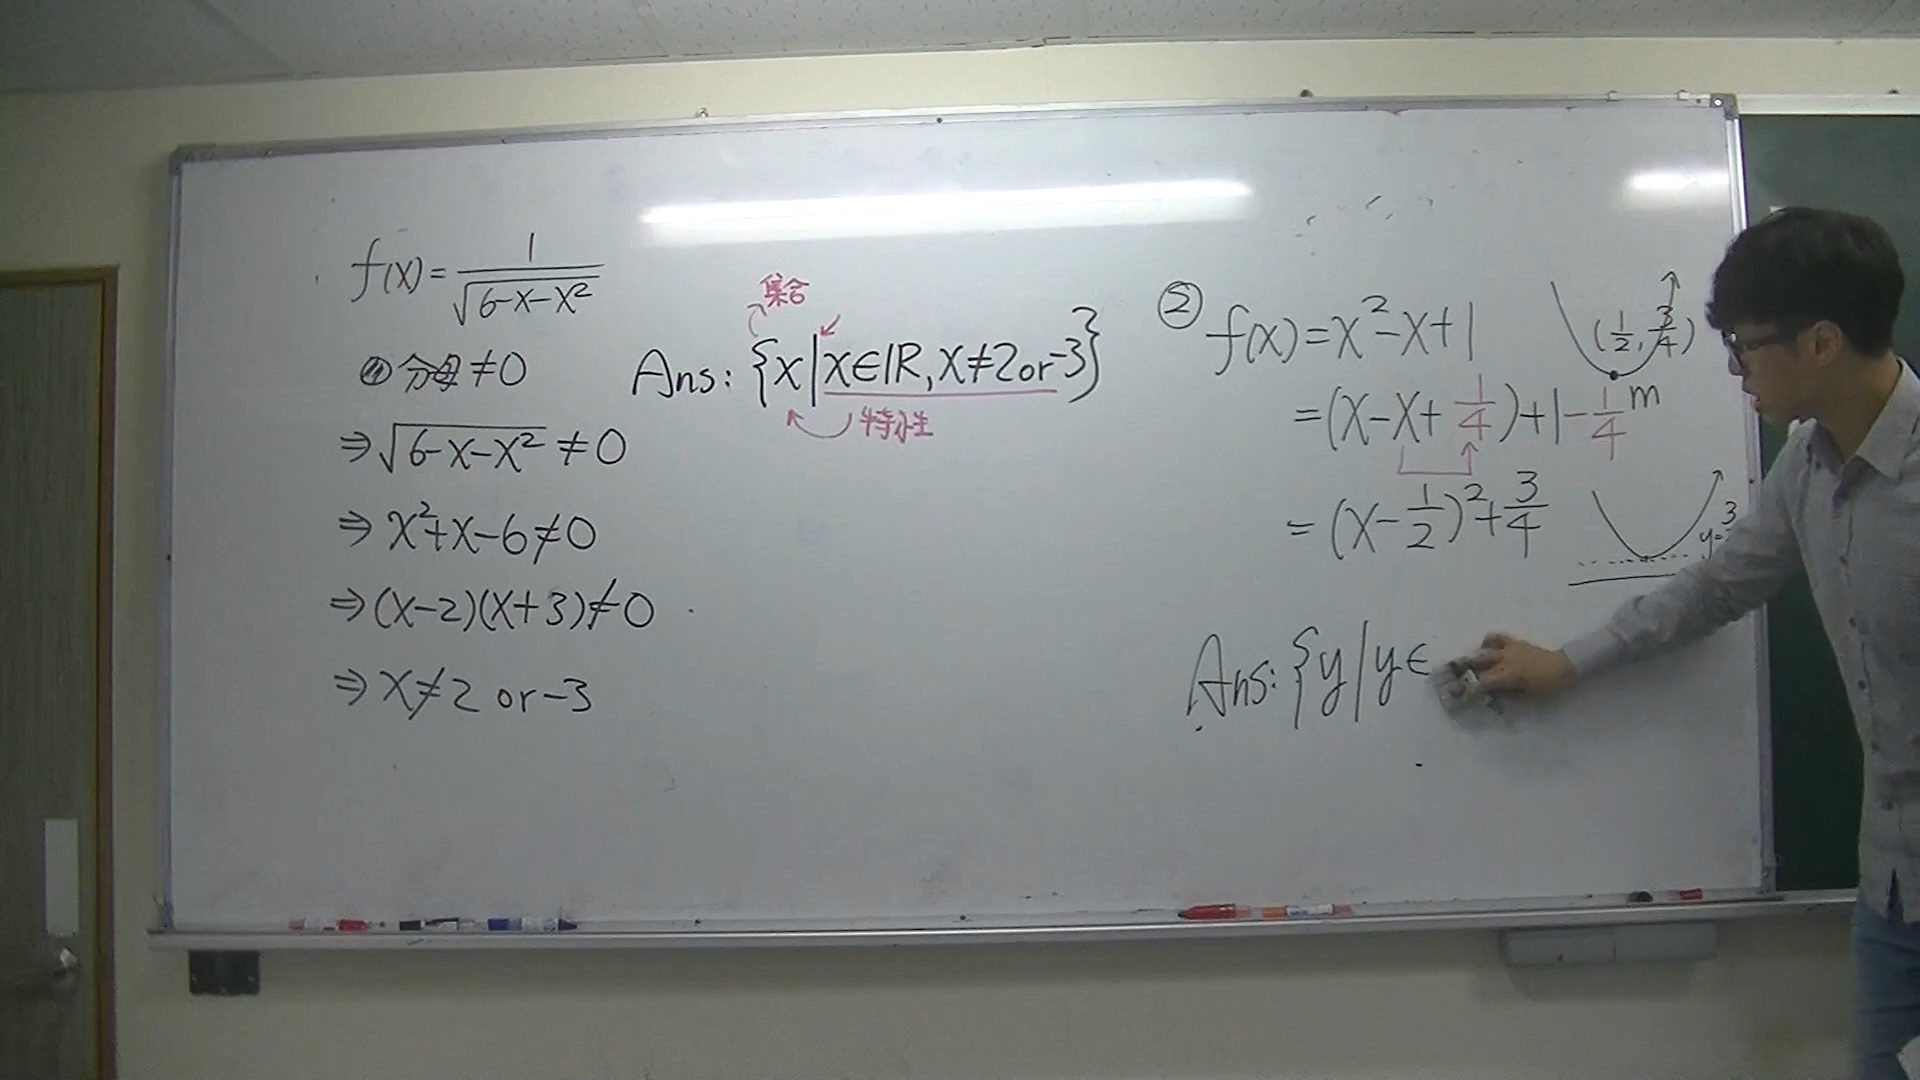 f(x)=1/√(6-x-x²)
分母≠0
⇒√(6-x-x²)≠0
⇒x²+x-6≠0
⇒(x-2)(x+3)≠0
⇒x≠2 or -3
集合
Ans: {x|x∈ℝ, x≠2 or -3}
特性
② f(x)=x²-x+1
=(x-x+1/4)+1-1/4
m
=(x-1/2)²+3/4
(1/2, 3/4)
Ans: {y|y∈